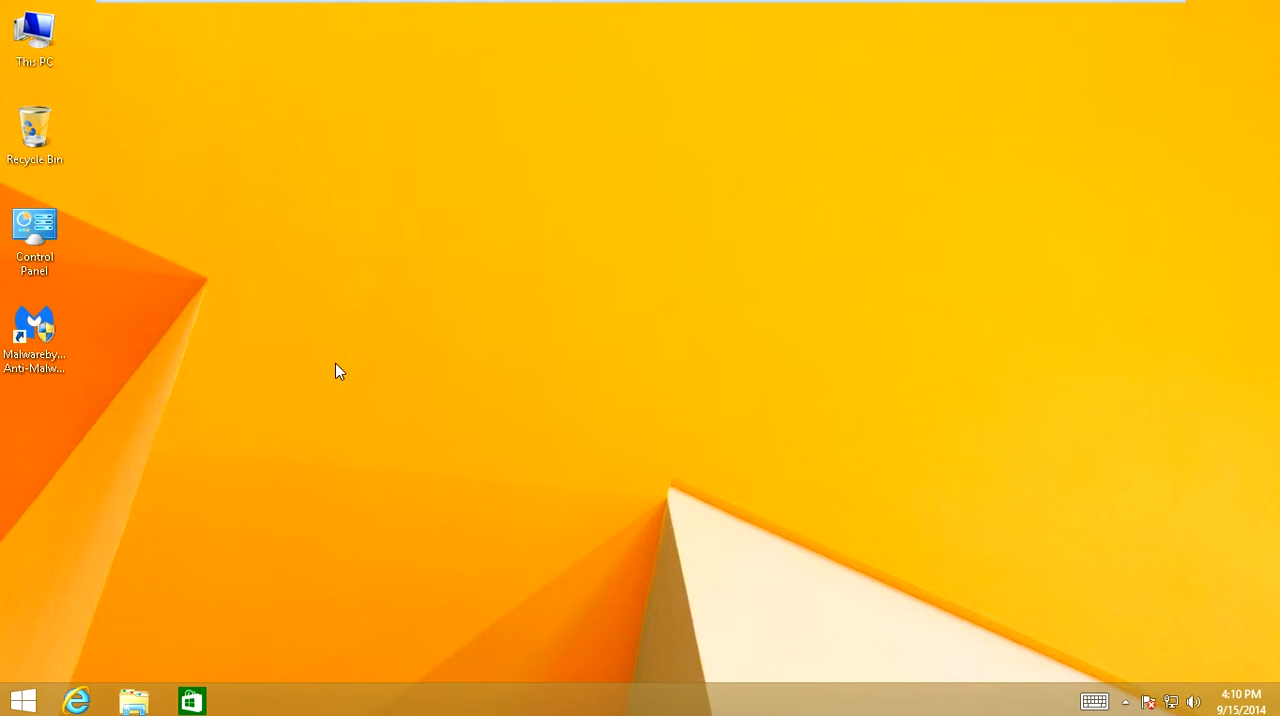 This PC
Recycle Bin
Control
Panel
Malwareby...
Anti-Malw...
4:10 PM
9/15/2014